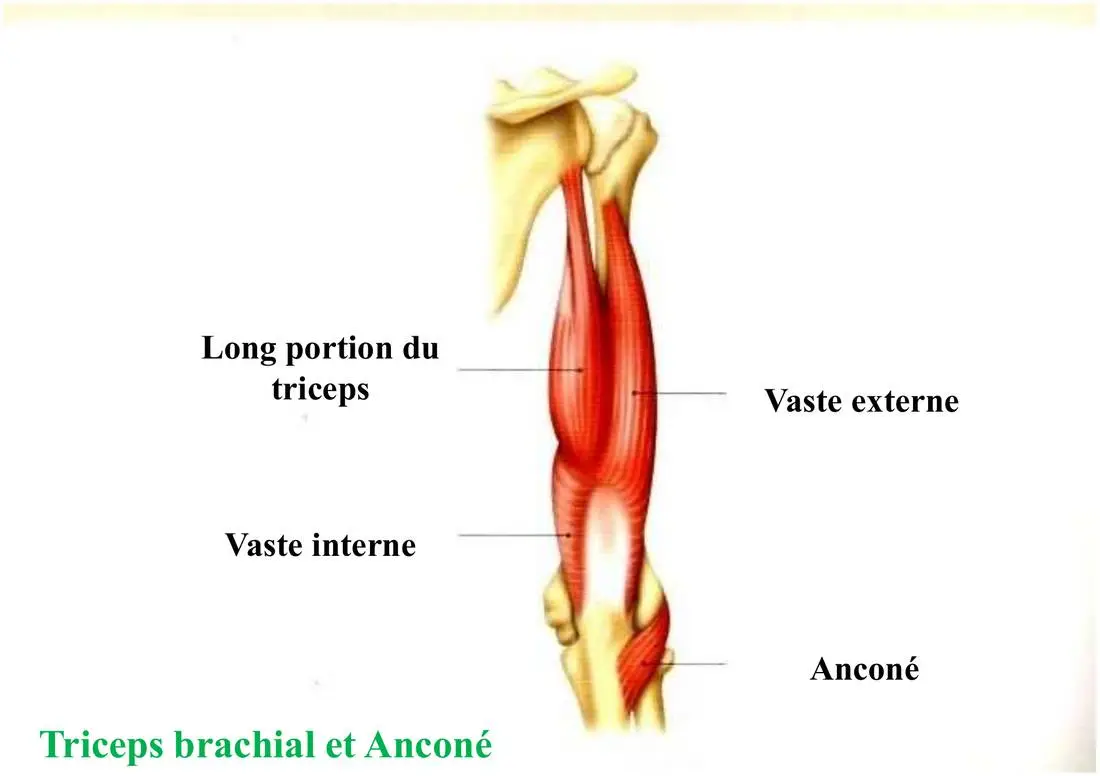 Long portion du
triceps
Vaste externe
Vaste interne
Anconé
Triceps brachial et Anconé